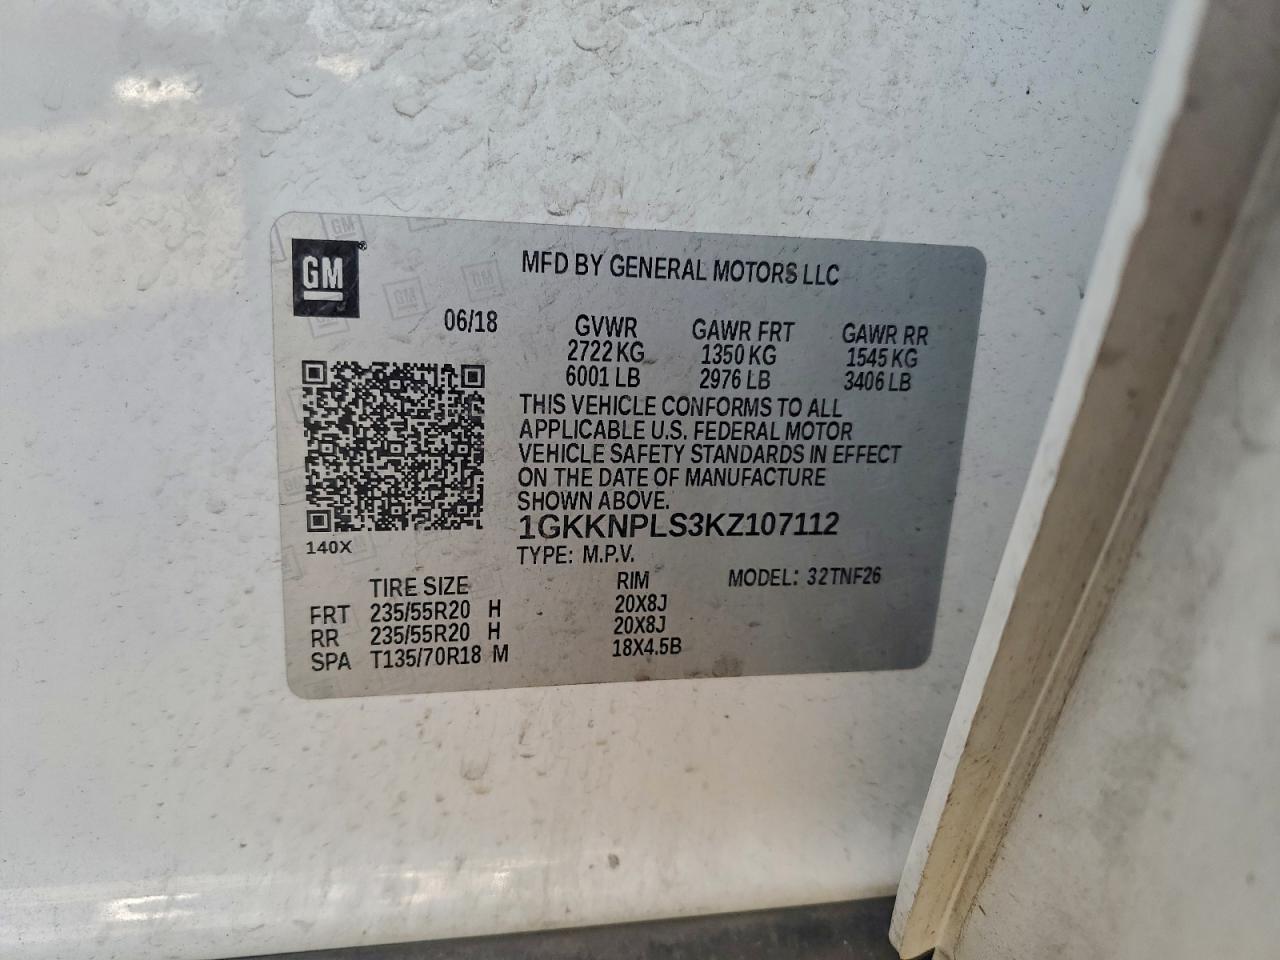 GM
MFD BY GENERAL MOTORS LLC
06/18
GVWR GAWR FRT GAWR RR
2722 KG 1350 KG 1545 KG
6001 LB 2976 LB 3406 LB
THIS VEHICLE CONFORMS TO ALL
APPLICABLE U.S. FEDERAL MOTOR
VEHICLE SAFETY STANDARDS IN EFFECT
ON THE DATE OF MANUFACTURE
SHOWN ABOVE.
1GKKNPLS3KZ107112
140X
TYPE: M.P.V.
TIRE SIZE RIM MODEL: 32TNF26
FRT 235/55R20 H 20X8J
RR 235/55R20 H 20X8J
SPA T135/70R18 M 18X4.5B